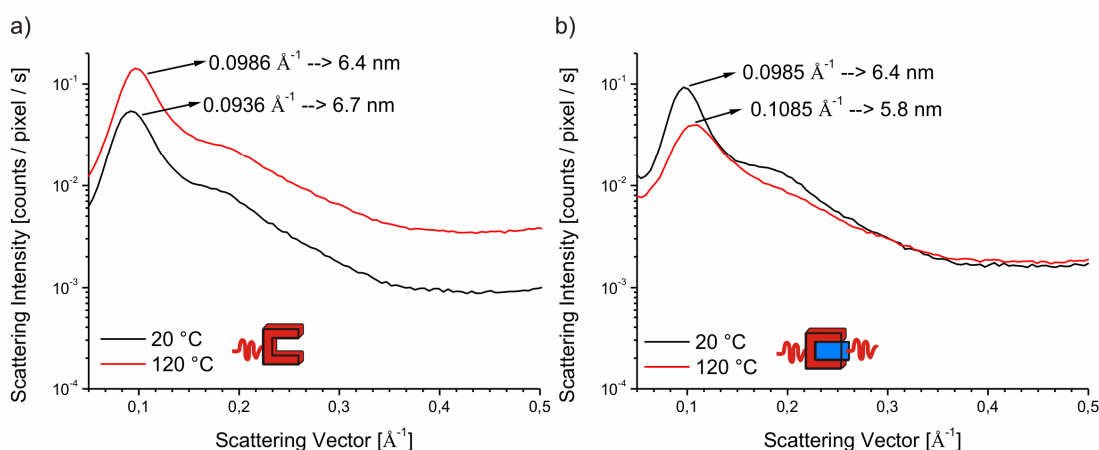 a)
0.0986 Å-1 --> 6.4 nm
0.0936 Å-1 --> 6.7 nm
Scattering Intensity [counts / pixel / s]
10-1
10-2
10-3
10-4
20 °C
120 °C
0,1 0,2 0,3 0,4 0,5
Scattering Vector [Å-1]
b)
0.0985 Å-1 --> 6.4 nm
0.1085 Å-1 --> 5.8 nm
Scattering Intensity [counts / pixel / s]
10-1
10-2
10-3
10-4
20 °C
120 °C
0,1 0,2 0,3 0,4 0,5
Scattering Vector [Å-1]